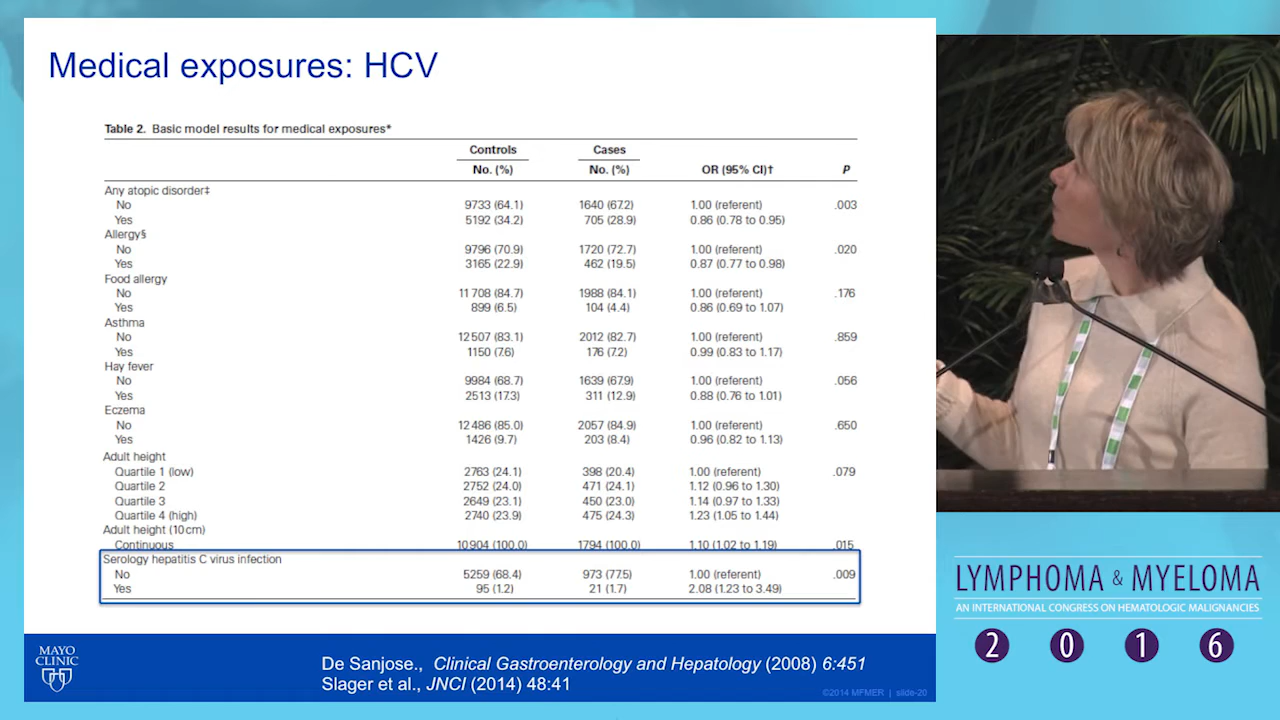 Medical exposures: HCV
Table 2. Basic model results for medical exposures*
Controls Cases
No. (%) No. (%) OR (95% CI)† P
Any atopic disorder‡
No 9733 (64.1) 1640 (67.2) 1.00 (referent) .003
Yes 5192 (34.2) 705 (28.9) 0.86 (0.78 to 0.95)
Allergy§
No 9796 (70.9) 1720 (72.7) 1.00 (referent) .020
Yes 3165 (22.9) 462 (19.5) 0.87 (0.77 to 0.98)
Food allergy
No 11 708 (84.7) 1988 (84.1) 1.00 (referent) .176
Yes 899 (6.5) 104 (4.4) 0.86 (0.69 to 1.07)
Asthma
No 12 507 (83.1) 2012 (82.7) 1.00 (referent) .859
Yes 1150 (7.6) 176 (7.2) 0.99 (0.83 to 1.17)
Hay fever
No 9984 (68.7) 1639 (67.9) 1.00 (referent) .056
Yes 2513 (17.3) 311 (12.9) 0.88 (0.76 to 1.01)
Eczema
No 12 486 (85.0) 2057 (84.9) 1.00 (referent) .650
Yes 1426 (9.7) 203 (8.4) 0.96 (0.82 to 1.13)
Adult height
Quartile 1 (low) 2763 (24.1) 398 (20.4) 1.00 (referent) .079
Quartile 2 2752 (24.0) 471 (24.1) 1.12 (0.96 to 1.30)
Quartile 3 2649 (23.1) 450 (23.0) 1.14 (0.97 to 1.33)
Quartile 4 (high) 2740 (23.9) 475 (24.3) 1.23 (1.05 to 1.44)
Adult height (10 cm)
Continuous 10 904 (100.0) 1794 (100.0) 1.10 (1.02 to 1.19) .015
Serology hepatitis C virus infection
No 5259 (68.4) 973 (77.5) 1.00 (referent) .009
Yes 95 (1.2) 21 (1.7) 2.08 (1.23 to 3.49)
MAYO
CLINIC
De Sanjose., Clinical Gastroenterology and Hepatology (2008) 6:451
Slager et al., JNCI (2014) 48:41
©2014 MFMER | slide-20
LYMPHOMA & MYELOMA
AN INTERNATIONAL CONGRESS ON HEMATOLOGIC MALIGNANCIES
2 0 1 6